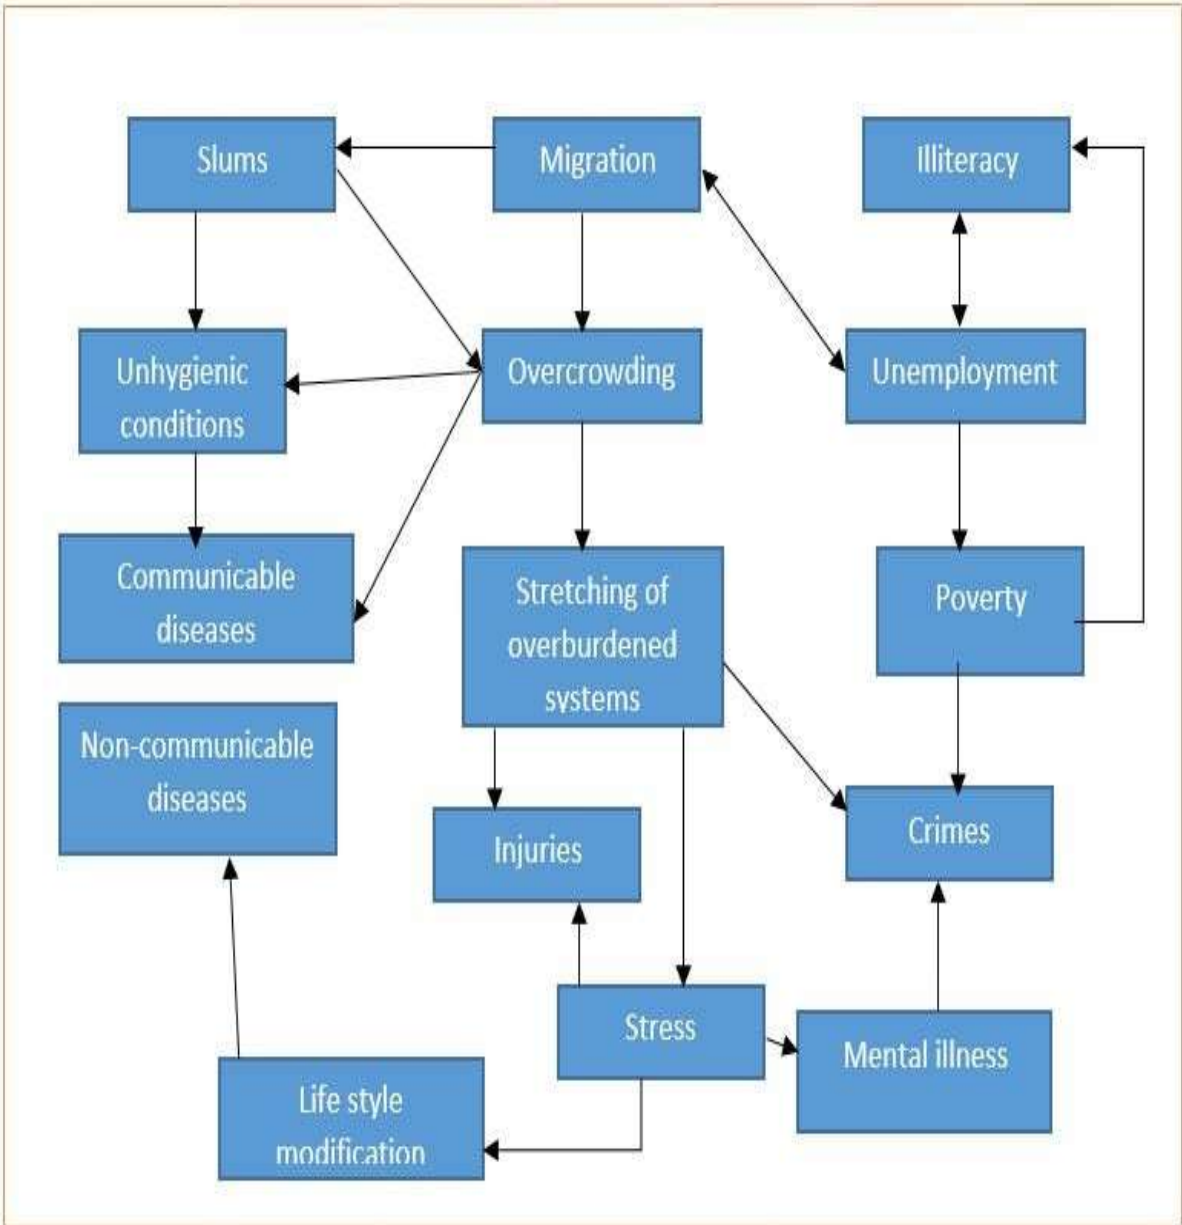 Slums
Migration
Illiteracy
Unhygienic
conditions
Overcrowding
Unemployment
Communicable
diseases
Stretching of
overburdened
systems
Poverty
Non-communicable
diseases
Injuries
Crimes
Stress
Mental illness
Life style
modification